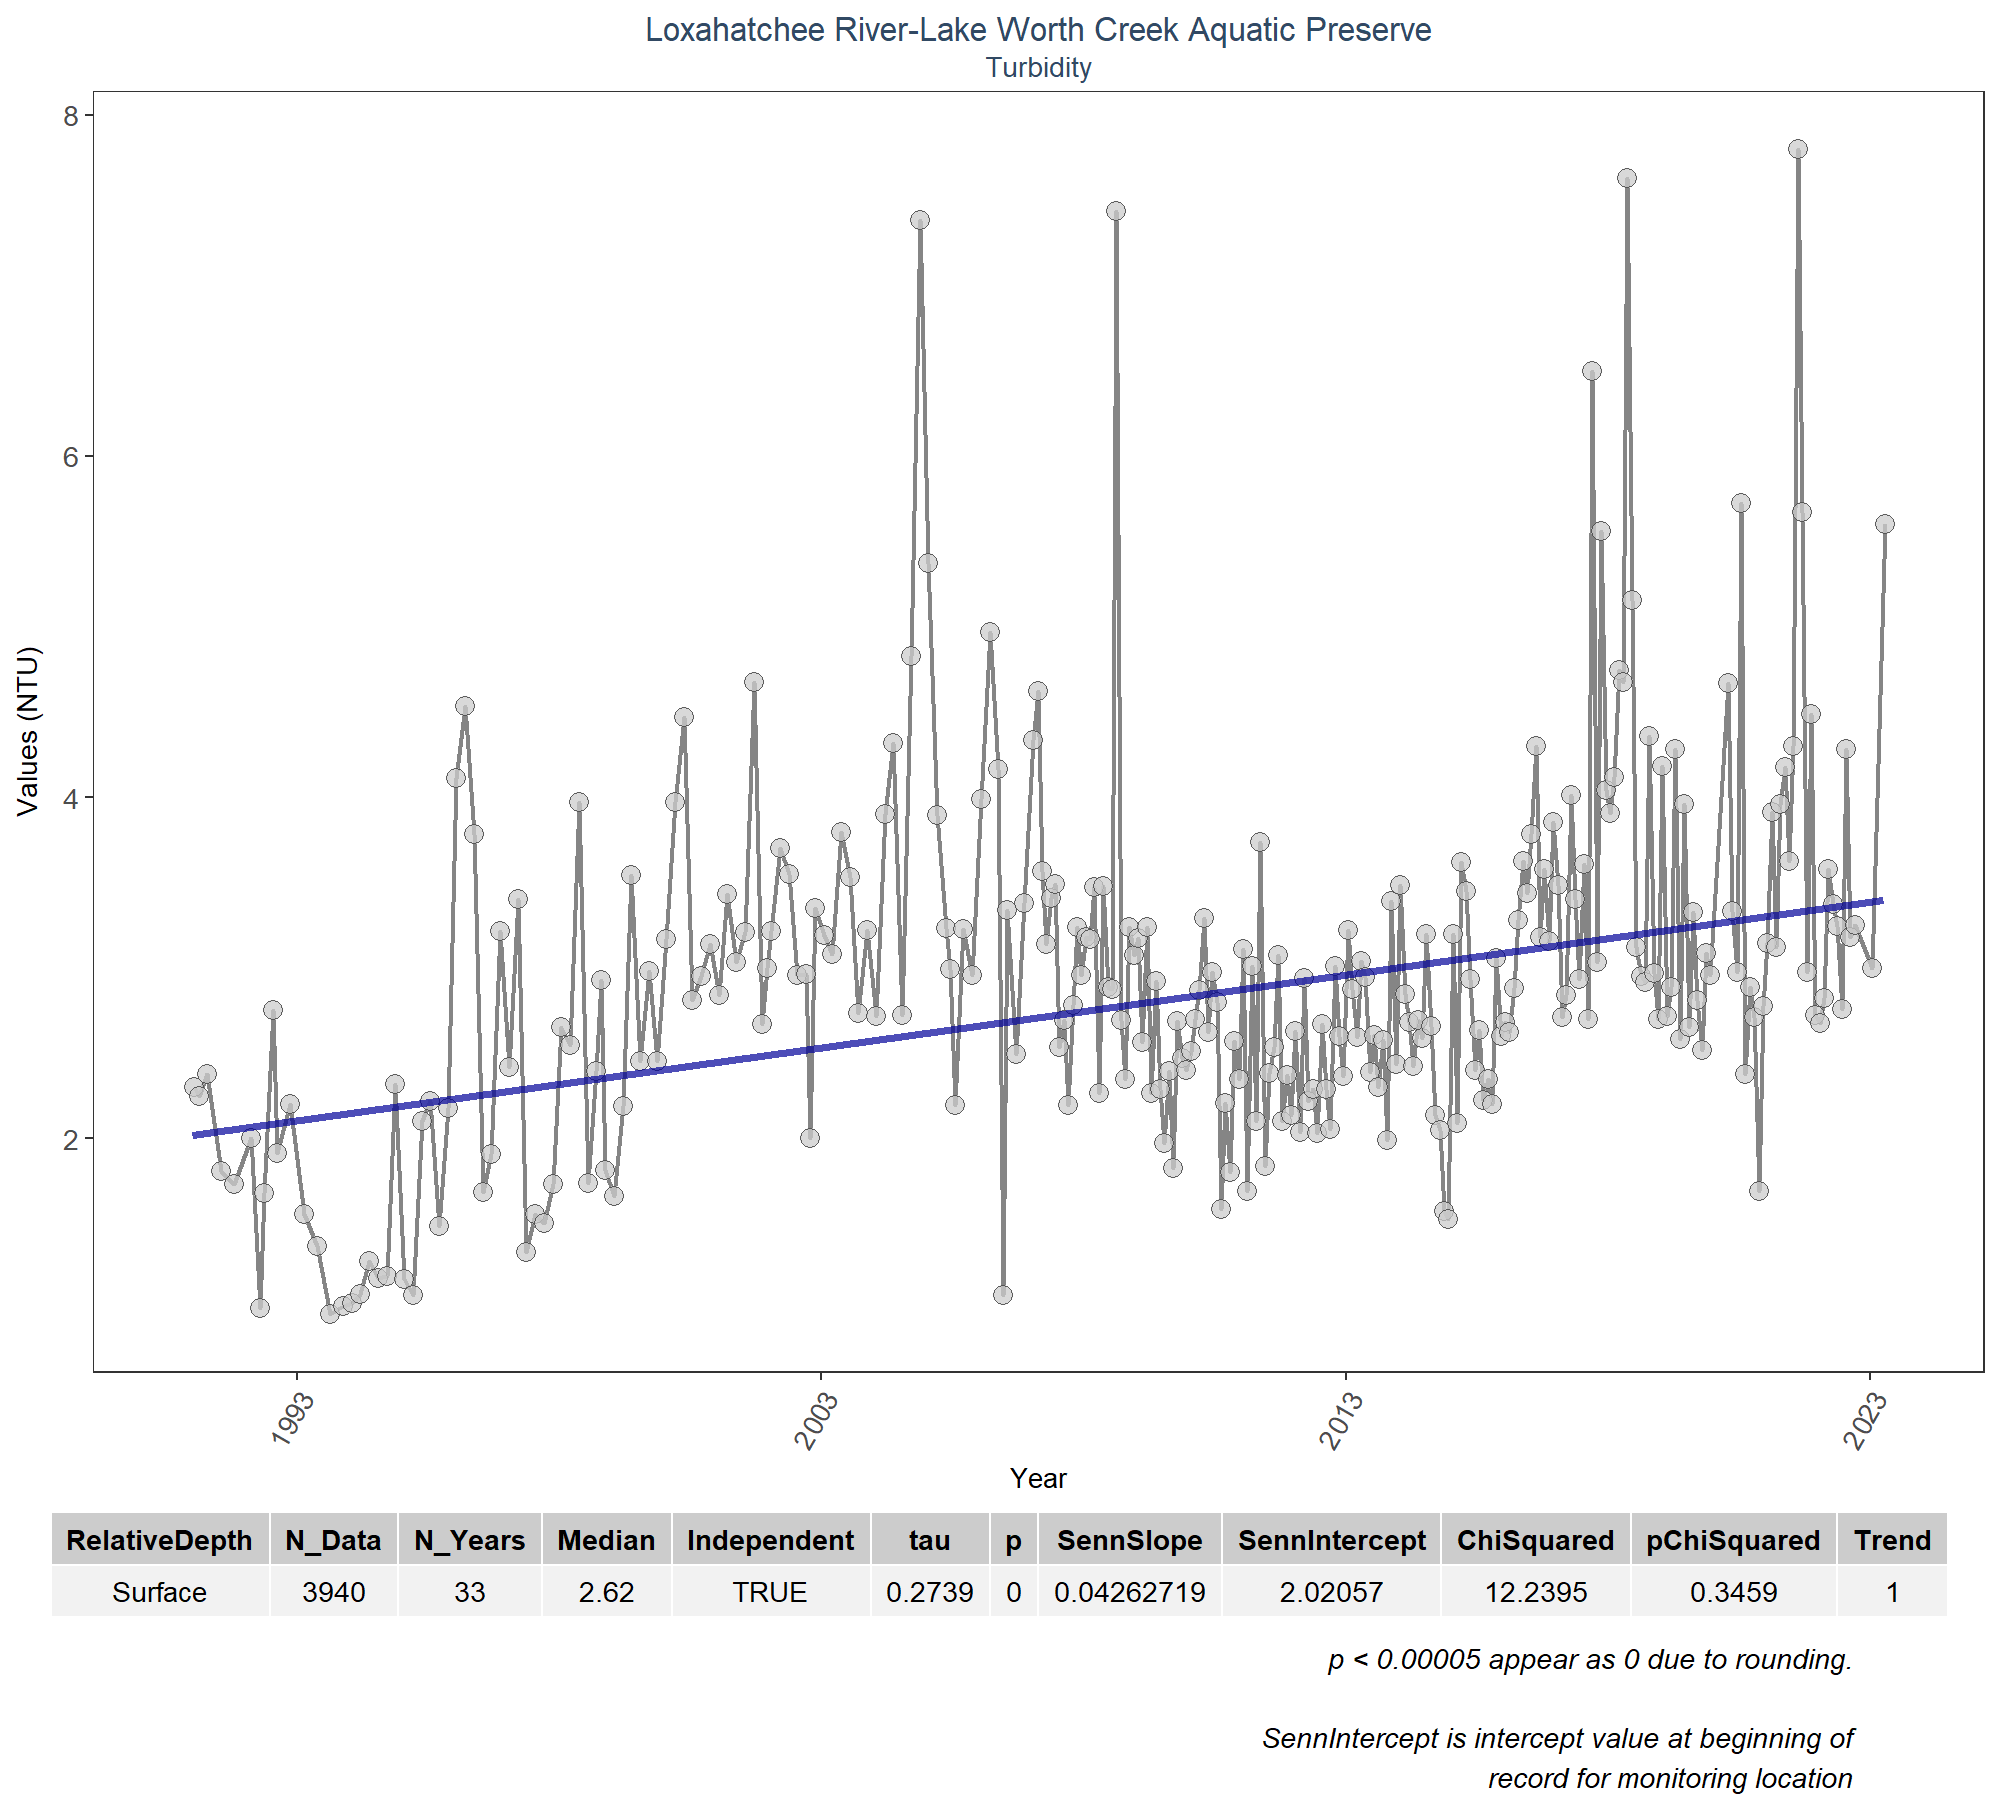 Loxahatchee River-Lake Worth Creek Aquatic Preserve
Turbidity
8
6
4
2
Values (NTU)
1993
2003
2013
2023
Year
RelativeDepth N_Data N_Years Median Independent tau p SennSlope SennIntercept ChiSquared pChiSquared Trend
Surface 3940 33 2.62 TRUE 0.2739 0 0.04262719 2.02057 12.2395 0.3459 1
p < 0.00005 appear as 0 due to rounding.
SennIntercept is intercept value at beginning of
record for monitoring location